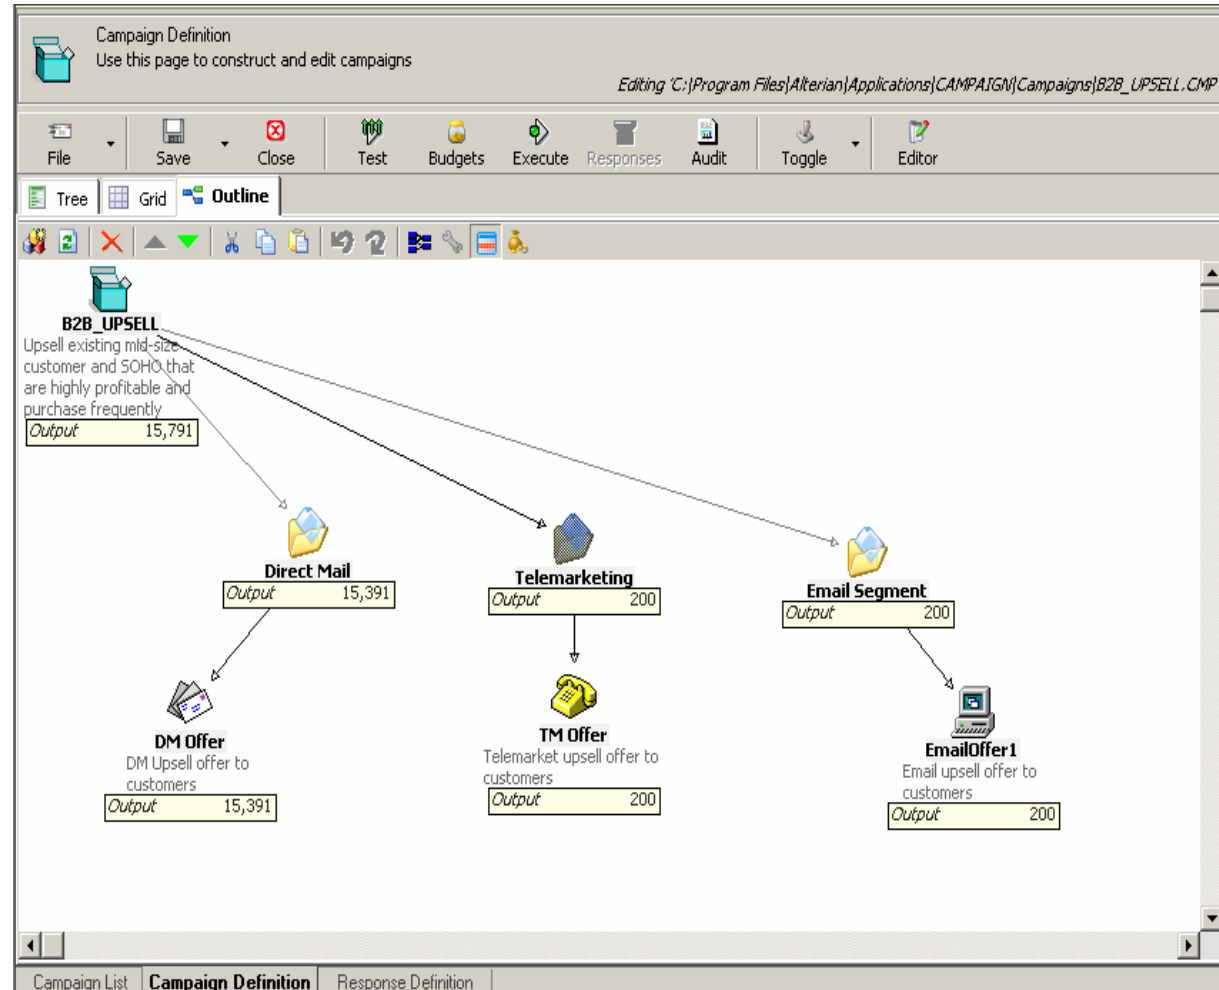 Campaign Definition
Use this page to construct and edit campaigns
Editing 'C:\Program Files\Alterian\Applications\CAMPAIGN\Campaigns\B2B_UPSELL.CMP
File Save Close Test Budgets Execute Responses Audit Toggle Editor
Tree Grid Outline
B2B_UPSELL
Upsell existing mid-size
customer and SOHO that
are highly profitable and
purchase frequently
Output 15,791
Direct Mail
Output 15,391
Telemarketing
Output 200
Email Segment
Output 200
DM Offer
DM Upsell offer to
customers
Output 15,391
TM Offer
Telemarket upsell offer to
customers
Output 200
EmailOffer1
Email upsell offer to
customers
Output 200
Campaign List Campaign Definition Response Definition